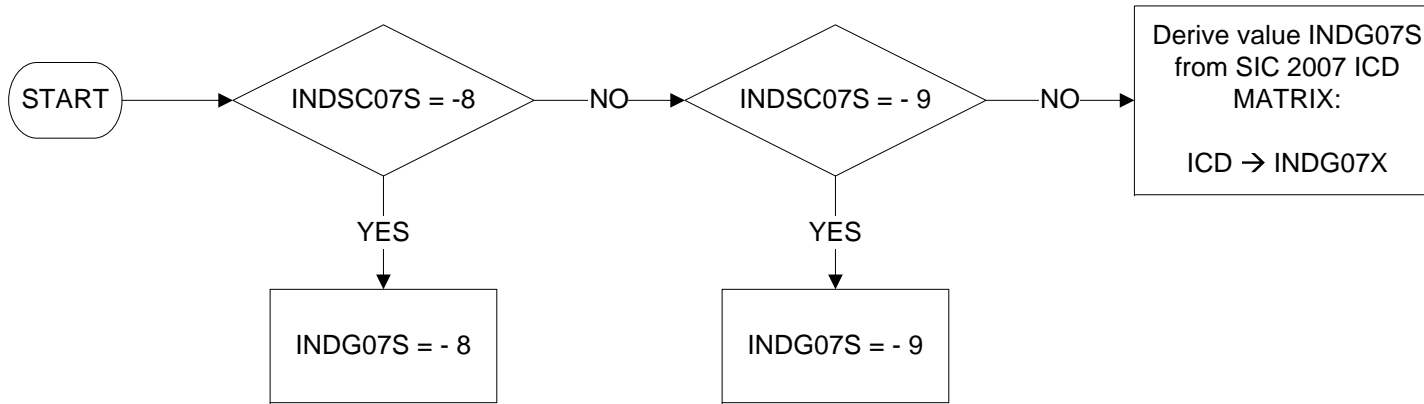 START
INDSC07S = -8
NO
INDSC07S = - 9
NO
Derive value INDG07S
from SIC 2007 ICD
MATRIX:
ICD → INDG07X
YES
YES
INDG07S = - 8
INDG07S = - 9